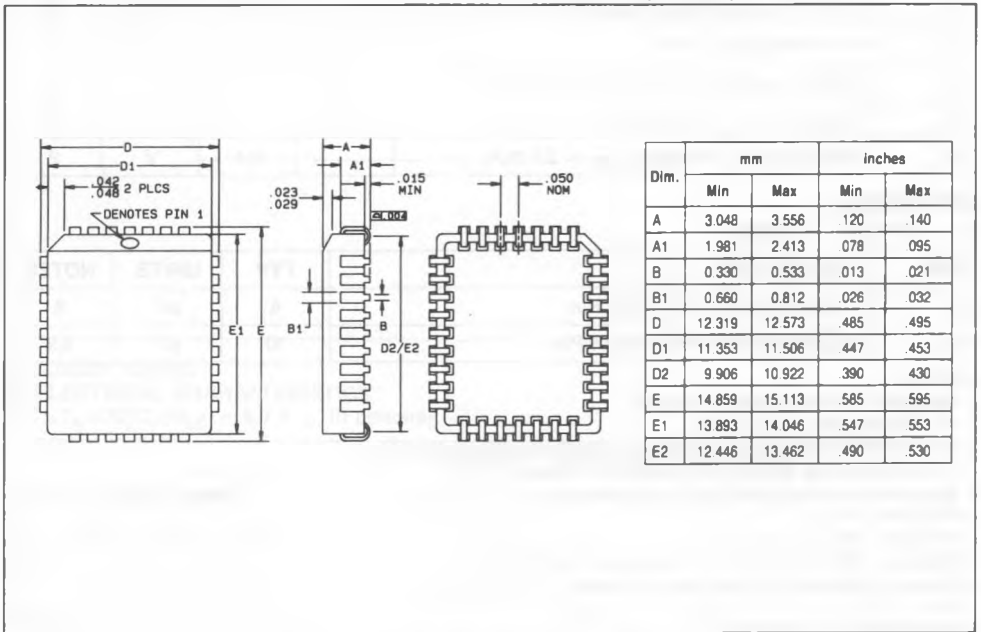 D
D1
.042
.048 2 PLCS
DENOTES PIN 1
E1 E
A
A1
.023
.029
.015
MIN
.004
B1
B
D2/E2
.050
NOM
Dim. mm inches
Min Max Min Max
A 3.048 3.556 .120 .140
A1 1.981 2.413 .078 .095
B 0.330 0.533 .013 .021
B1 0.660 0.812 .026 .032
D 12.319 12.573 .485 .495
D1 11.353 11.506 .447 .453
D2 9.906 10.922 .390 .430
E 14.859 15.113 .585 .595
E1 13.893 14.046 .547 .553
E2 12.446 13.462 .490 .530